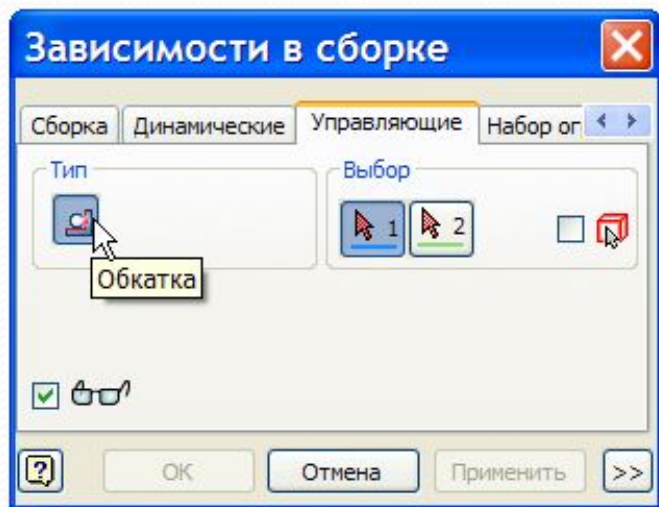 Зависимости в сборке
Сборка Динамические Управляющие Набор ог
Тип Выбор
1 2
Обкатка
OK Отмена Применить >>